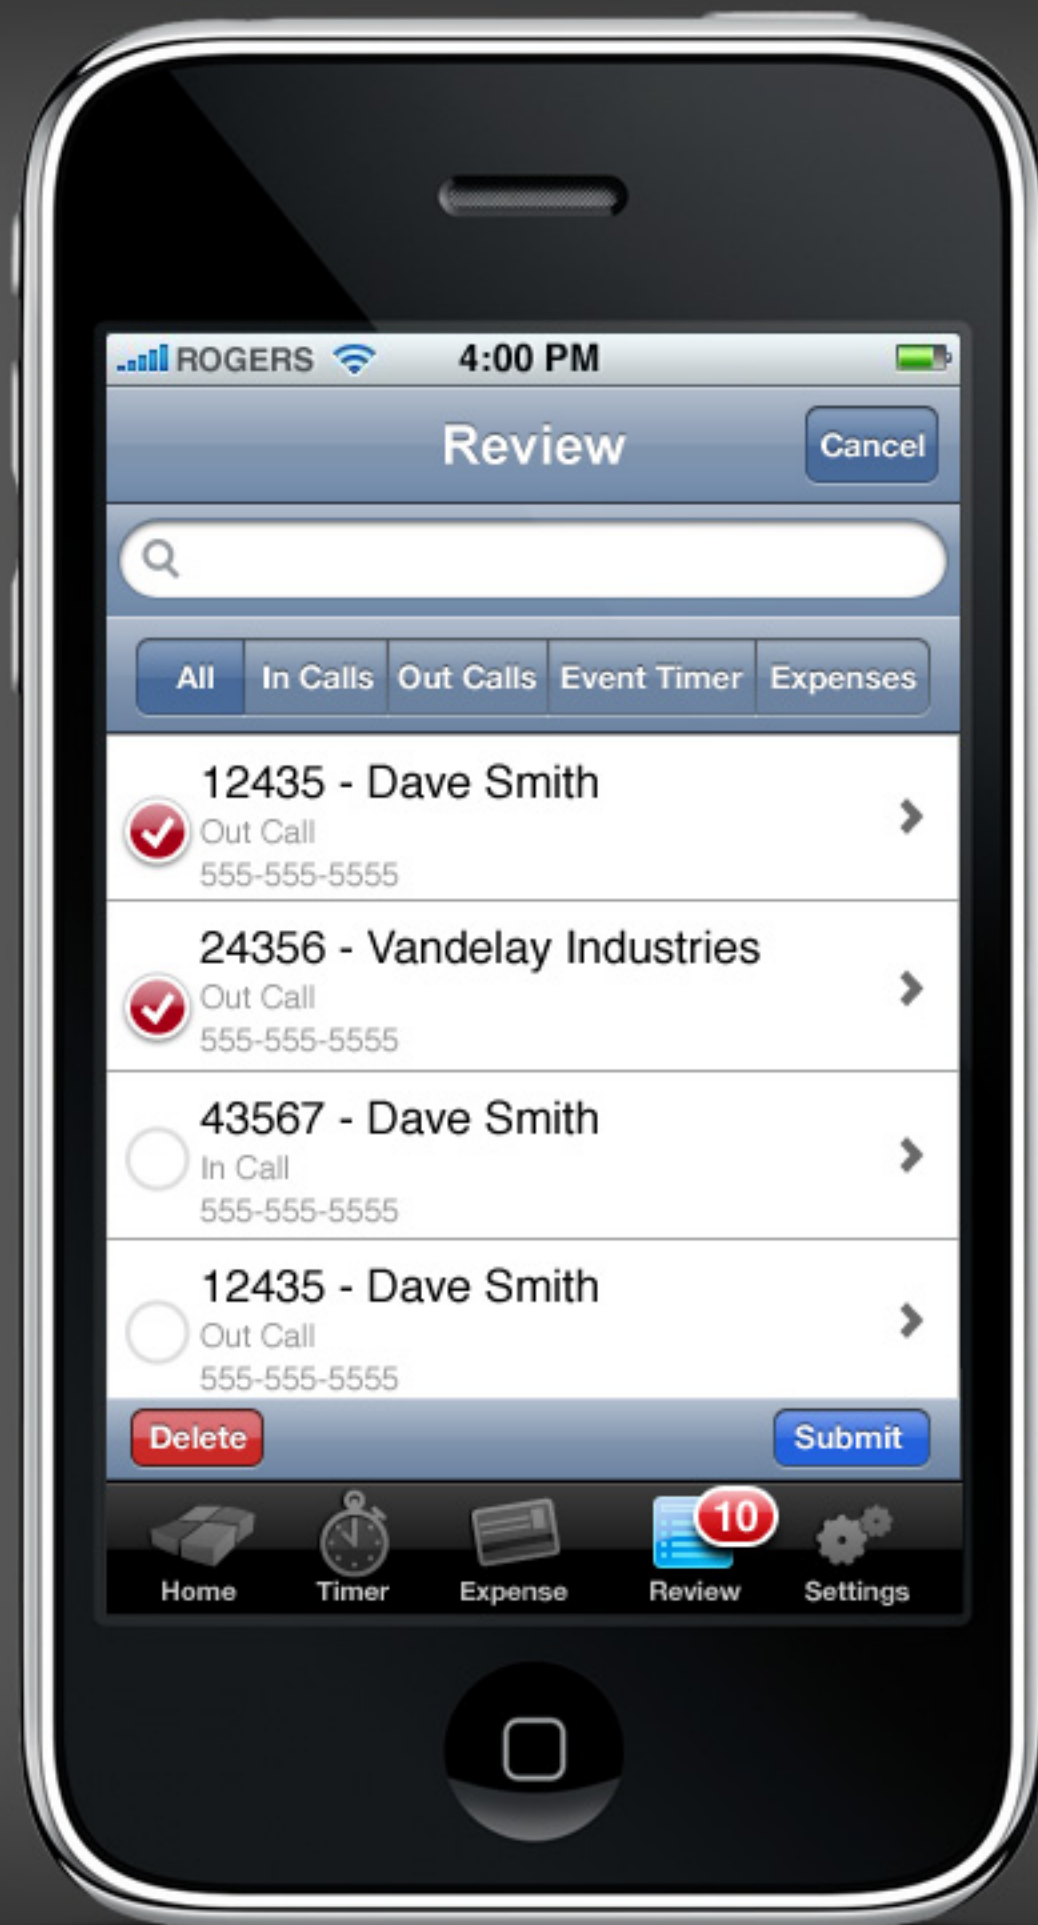 ROGERS 4:00 PM
Review Cancel
All In Calls Out Calls Event Timer Expenses
12435 - Dave Smith
Out Call
555-555-5555
24356 - Vandelay Industries
Out Call
555-555-5555
43567 - Dave Smith
In Call
555-555-5555
12435 - Dave Smith
Out Call
555-555-5555
Delete Submit
10
Home Timer Expense Review Settings